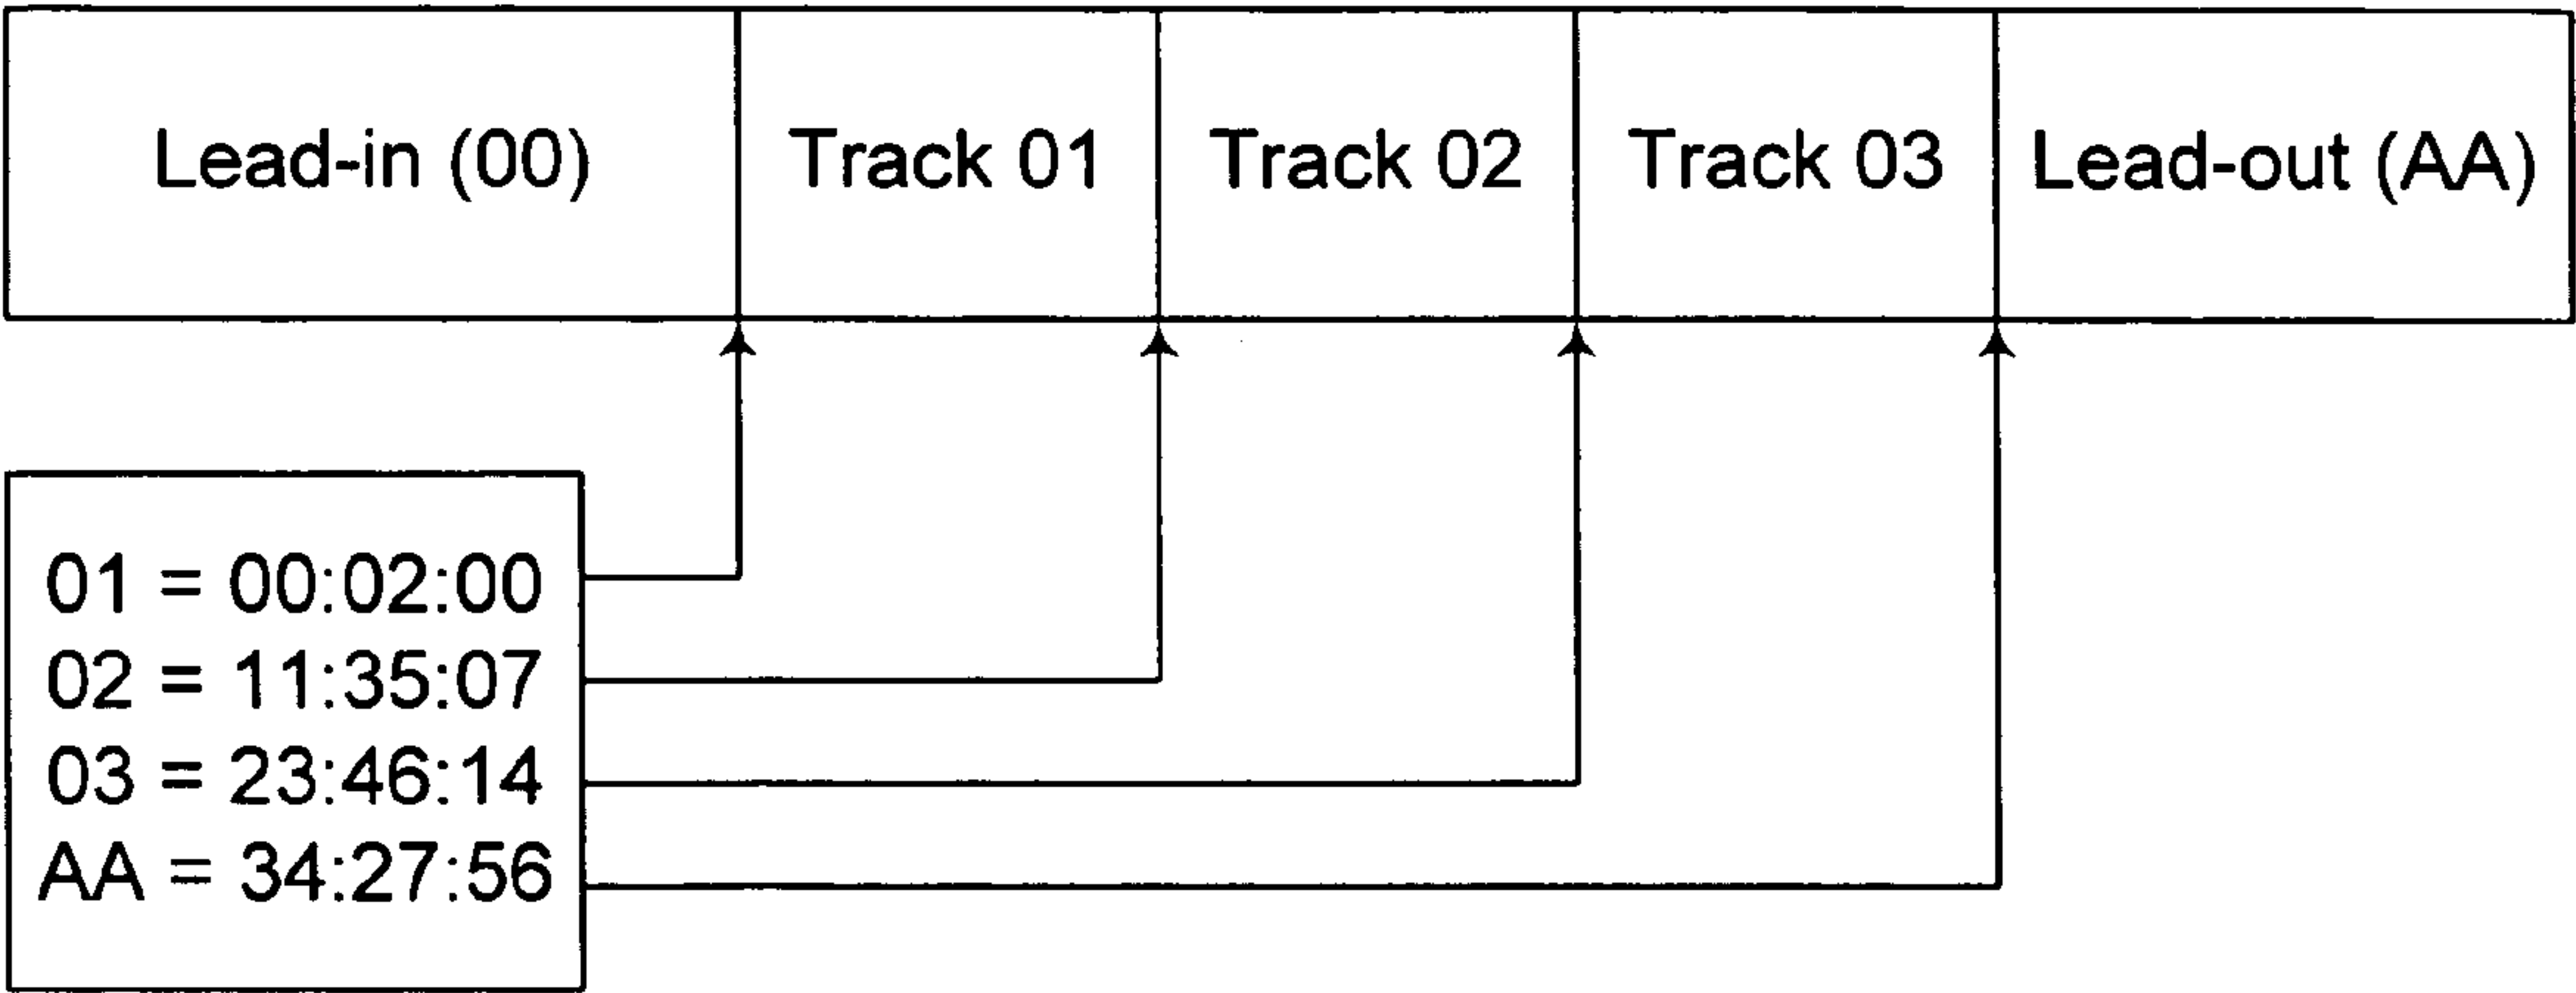 Lead-in (00) Track 01 Track 02 Track 03 Lead-out (AA)
01 = 00:02:00
02 = 11:35:07
03 = 23:46:14
AA = 34:27:56